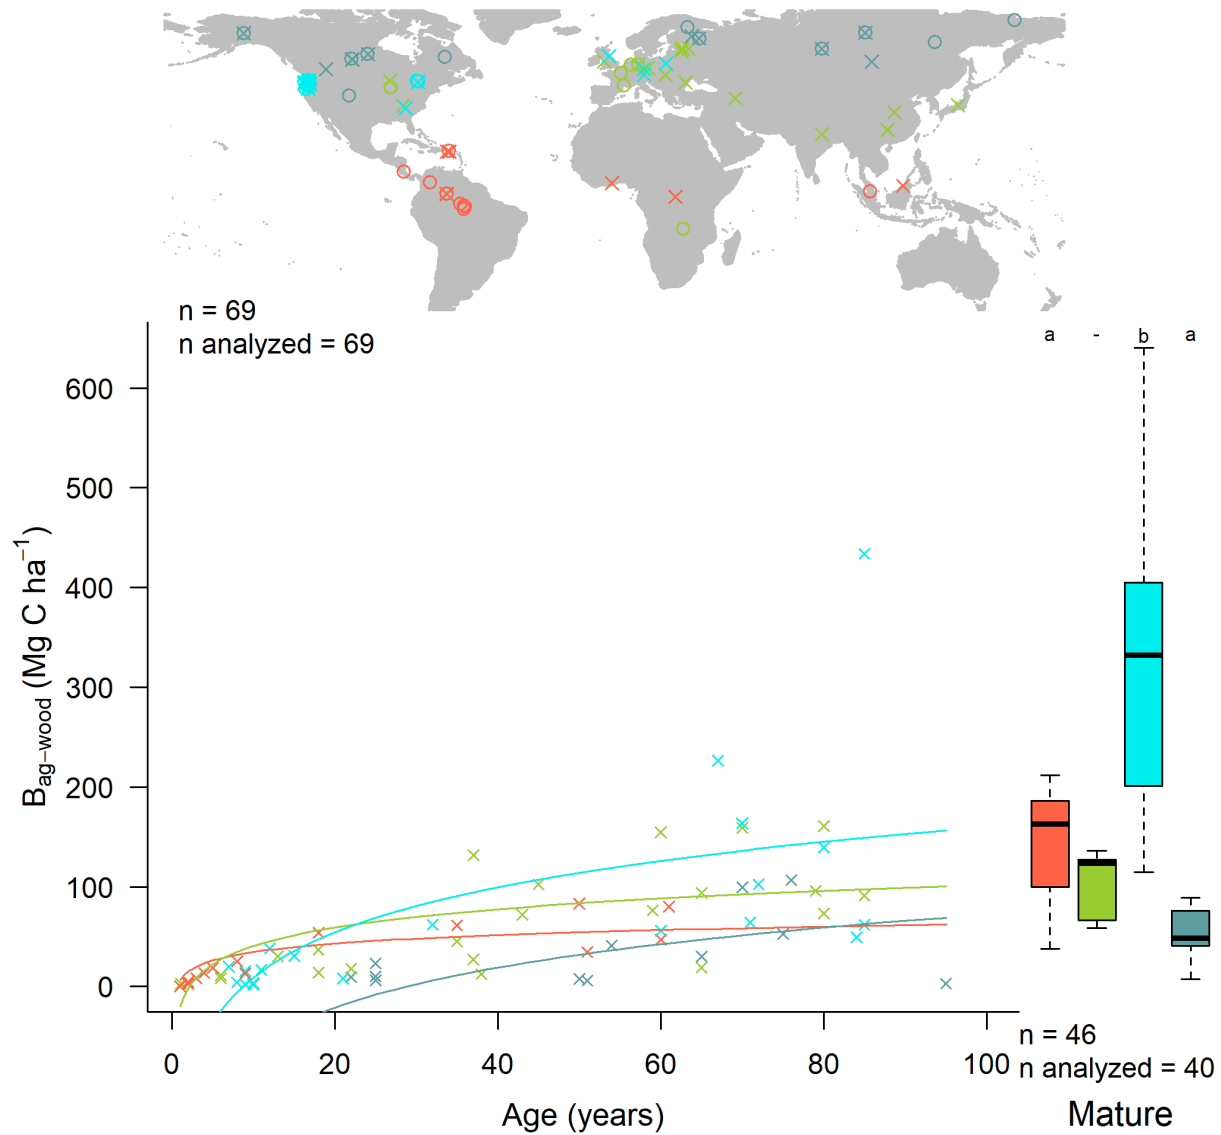 n = 69
n analyzed = 69
a - b a
600
500
400
300
200
100
0
B_ag−wood (Mg C ha⁻¹)
0 20 40 60 80 100
Age (years)
n = 46
n analyzed = 40
Mature